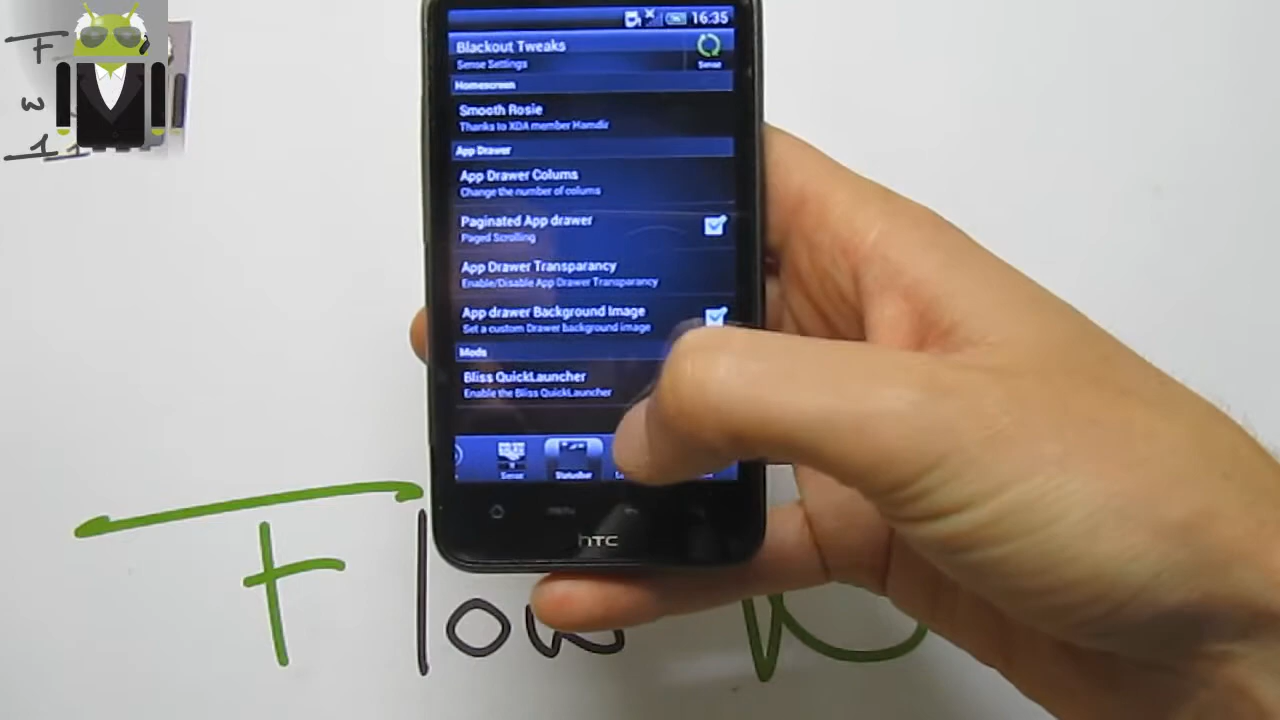 16:35
Blackout Tweaks
Sense Settings
Sense
Homescreen
Smooth Rosie
Thanks to XDA member Hamdir
App Drawer
App Drawer Colums
Change the number of colums
Paginated App drawer
Paged Scrolling
App Drawer Transparancy
Enable/Disable App Drawer Transparancy
App drawer Background Image
Set a custom Drawer background image
Mods
Bliss QuickLauncher
Enable the Bliss QuickLauncher
Sense Statusbar
MENU
hTC